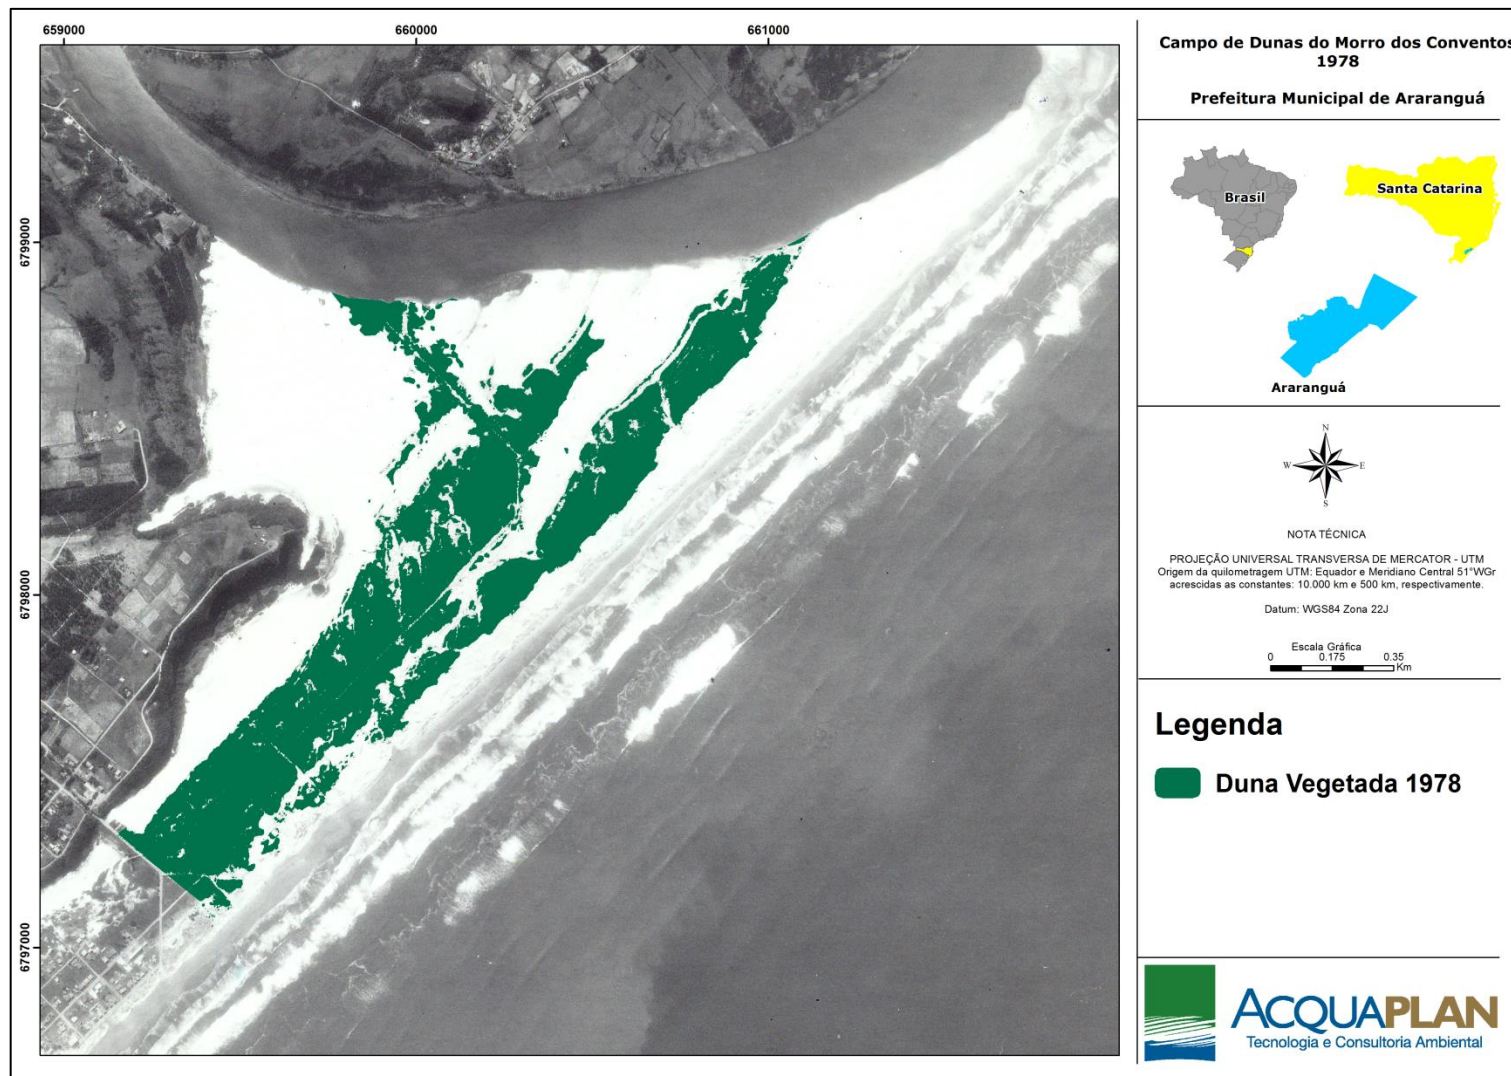 659000
660000
661000
6799000
6798000
6797000
Campo de Dunas do Morro dos Conventos
1978
Prefeitura Municipal de Araranguá
Brasil
Santa Catarina
Araranguá
N
W
E
S
NOTA TÉCNICA
PROJEÇÃO UNIVERSAL TRANSVERSA DE MERCATOR - UTM
Origem da quilometragem UTM: Equador e Meridiano Central 51°WGr
acrescidas as constantes: 10.000 km e 500 km, respectivamente.
Datum: WGS84 Zona 22J
Escala Gráfica
0 0.175 0.35
Km
Legenda
Duna Vegetada 1978
ACQUAPLAN
Tecnologia e Consultoria Ambiental